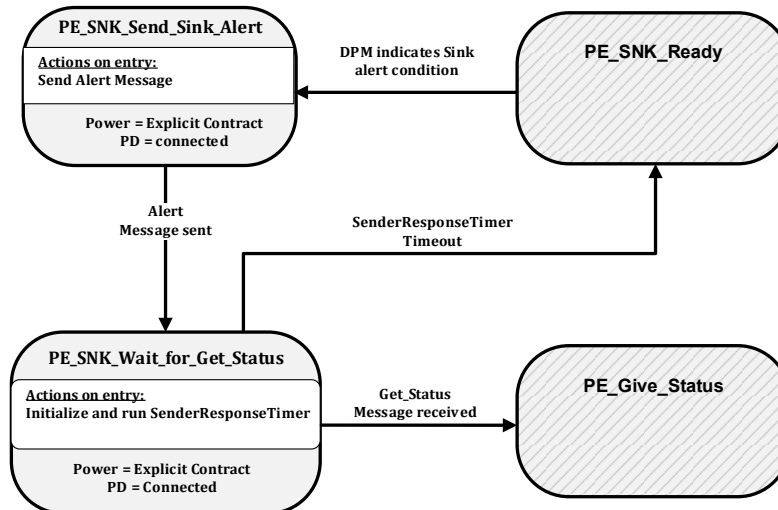 PE_SNK_Send_Sink_Alert
Actions on entry:
Send Alert Message
Power = Explicit Contract
PD = connected
DPM indicates Sink
alert condition
PE_SNK_Ready
Alert
Message sent
SenderResponseTimer
Timeout
PE_SNK_Wait_for_Get_Status
Actions on entry:
Initialize and run SenderResponseTimer
Power = Explicit Contract
PD = Connected
Get_Status
Message received
PE_Give_Status